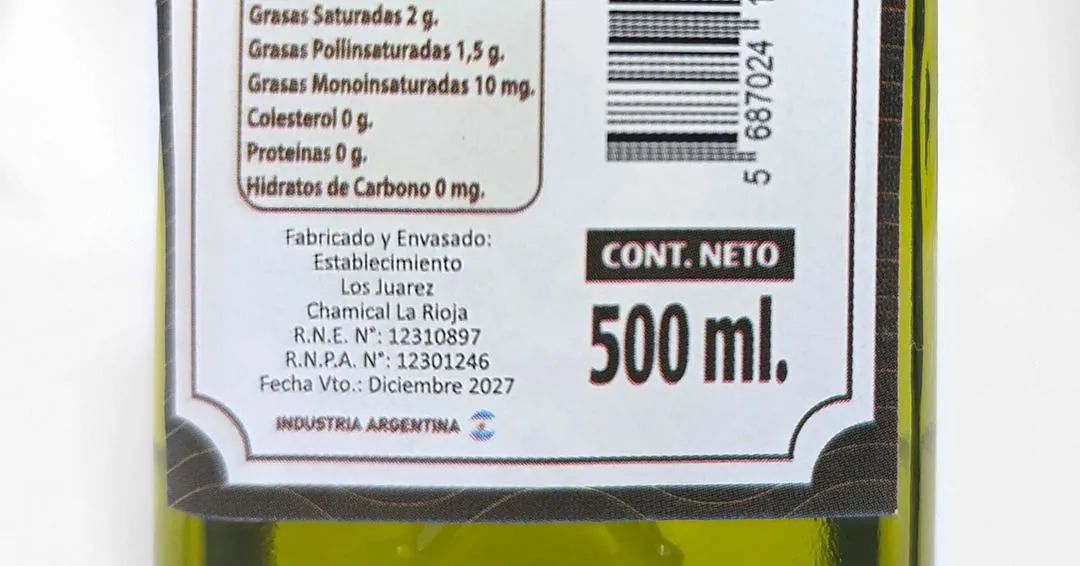 Grasas Saturadas 2 g.
Grasas Poliinsaturadas 1,5 g.
Grasas Monoinsaturadas 10 mg.
Colesterol 0 g.
Proteínas 0 g.
Hidratos de Carbono 0 mg.
Fabricado y Envasado:
Establecimiento
Los Juarez
Chamical La Rioja
R.N.E. N°: 12310897
R.N.P.A. N°: 12301246
Fecha Vto.: Diciembre 2027
INDUSTRIA ARGENTINA
5 687024
CONT. NETO
500 ml.